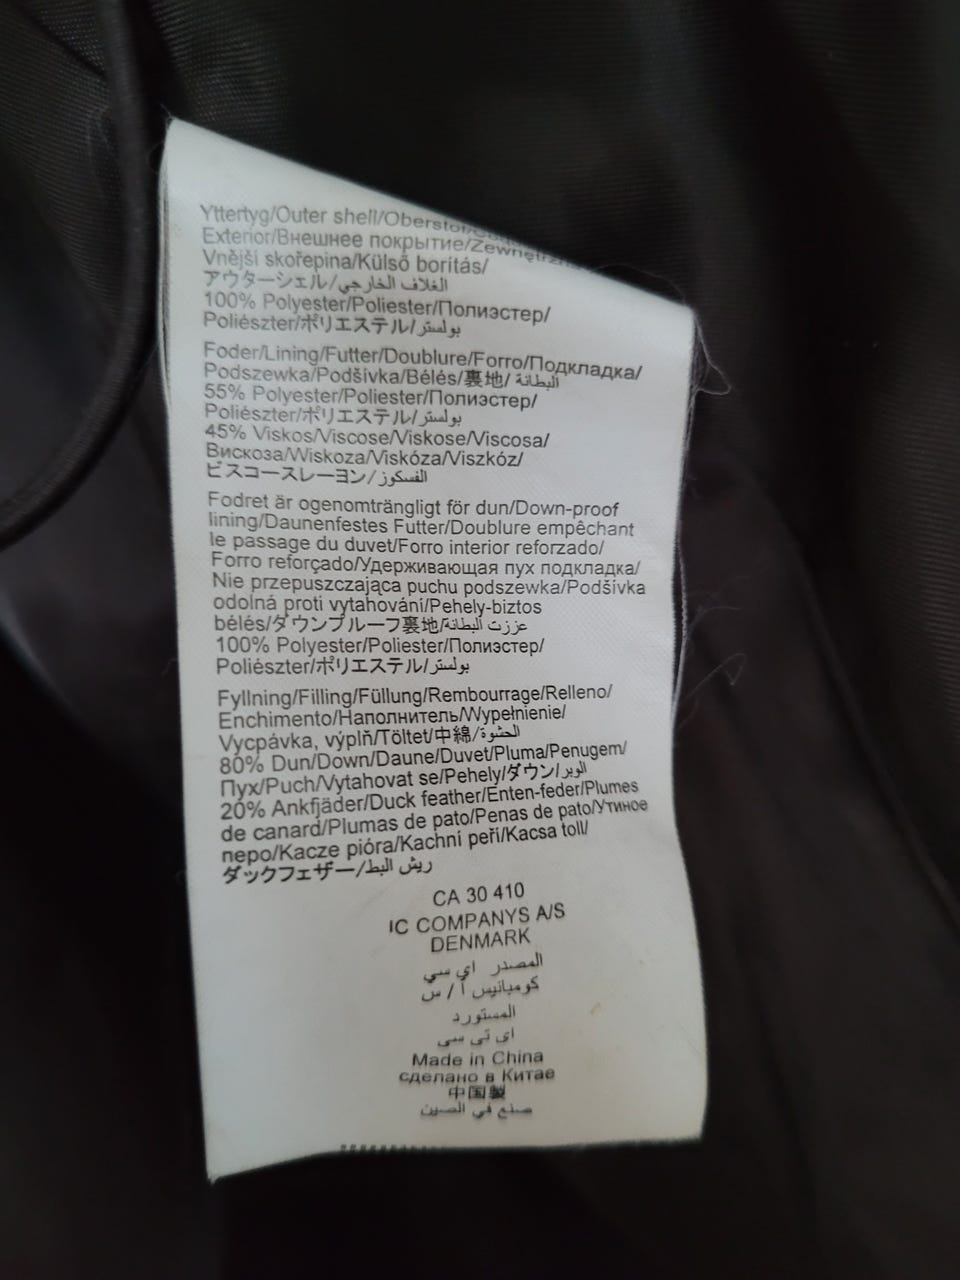 Yttertyg/Outer shell/Oberstoff/
Exterior/Внешнее покрытие/Zewnętrzna
Vnější skořepina/Külső borítás/
アウターシェル/الغلاف الخارجي/
100% Polyester/Poliester/Полиэстер/
Poliészter/ポリエステル/بولستر/
Foder/Lining/Futter/Doublure/Forro/Подкладка/
Podszewka/Podšívka/Bélés/裏地/البطانة
55% Polyester/Poliester/Полиэстер/
Poliészter/ポリエステル/بولستر
45% Viskos/Viscose/Viskose/Viscosa/
Вискоза/Wiskoza/Viskóza/Viszkóz/
ビスコースレーヨン/الفسكوز
Fodret är ogenomträngligt för dun/Down-proof
lining/Daunenfestes Futter/Doublure empêchant
le passage du duvet/Forro interior reforzado/
Forro reforçado/Удерживающая пух подкладка/
Nie przepuszczająca puchu podszewka/Podšívka
odolná proti vytahování/Pehely-biztos
bélés/ダウンプルーフ裏地/عززت البطانة
100% Polyester/Poliester/Полиэстер/
Poliészter/ポリエステル/بولستر
Fyllning/Filling/Füllung/Rembourrage/Relleno/
Enchimento/Наполнитель/Wypełnienie/
Vycpávka, výplň/Töltet/中綿/الحشوة
80% Dun/Down/Daune/Duvet/Pluma/Penugem/
Пух/Puch/Vytahovat se/Pehely/ダウン/الوبر
20% Ankfjäder/Duck feather/Enten-feder/Plumes
de canard/Plumas de pato/Penas de pato/Утиное
перо/Kacze pióra/Kachní peří/Kacsa toll/
ダックフェザー/ريش البط
CA 30 410
IC COMPANYS A/S
DENMARK
المصدر اي سي
كومبانيس أ / س
المستورد
اي تي سي
Made in China
сделано в Китае
中国製
صنع في الصين